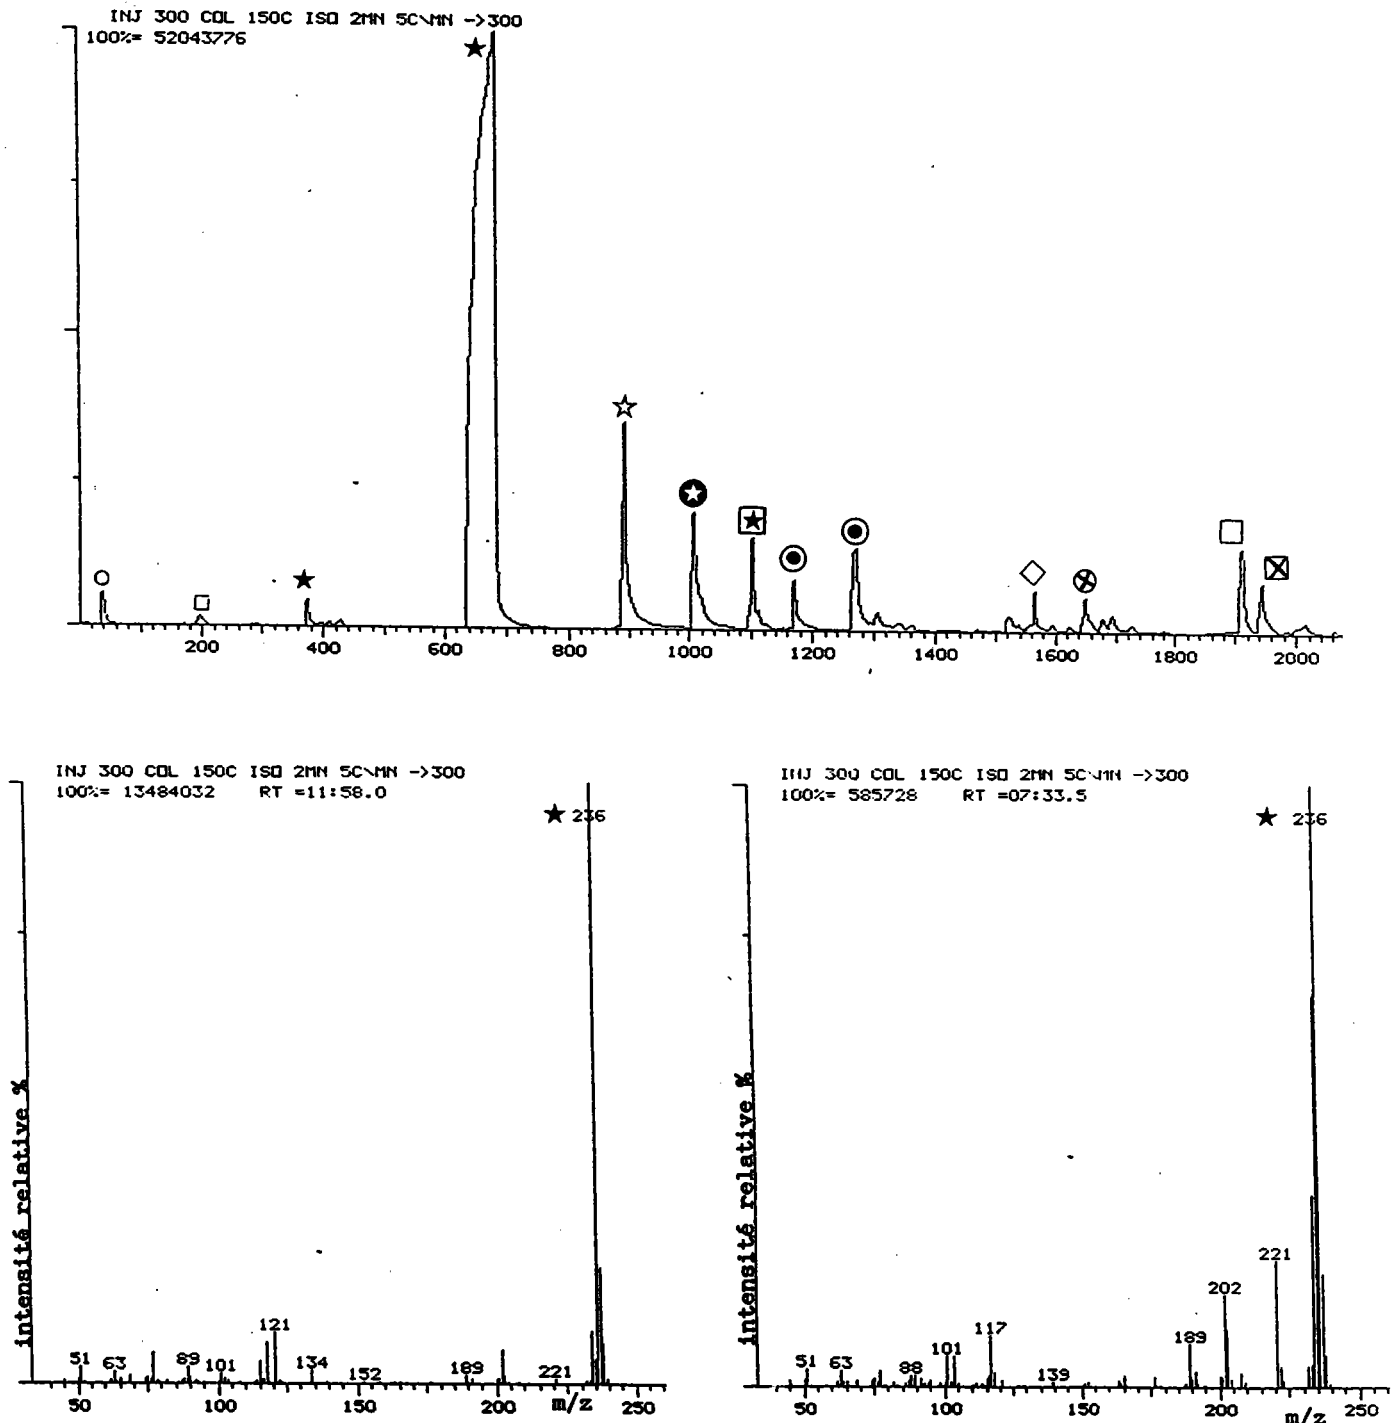 INJ 300 COL 150C ISO 2MN 5C\MN ->300
100%= 52043776
200 400 600 800 1000 1200 1400 1600 1800 2000
INJ 300 COL 150C ISO 2MN 5C\MN ->300
100%= 13484032 RT =11:58.0
236
intensité relative %
121
51 63 89 101 134 152 189 221
50 100 150 200 m/z 250
INJ 300 COL 150C ISO 2MN 5C\MN ->300
100%= 585728 RT =07:33.5
236
intensité relative %
221
202
117 189
51 63 88 101 139
50 100 150 200 m/z 250